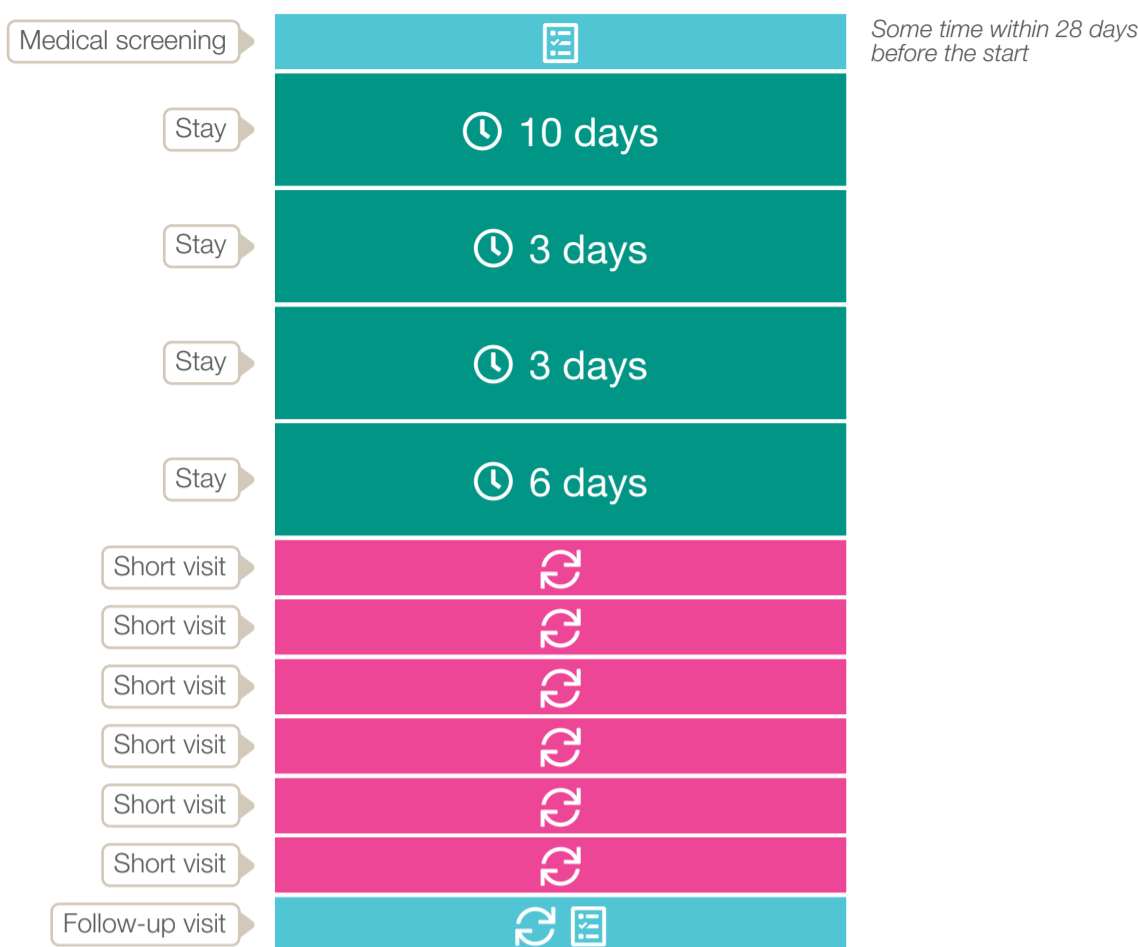 Medical screening
Some time within 28 days
before the start
Stay
10 days
Stay
3 days
Stay
3 days
Stay
6 days
Short visit
Short visit
Short visit
Short visit
Short visit
Short visit
Follow-up visit